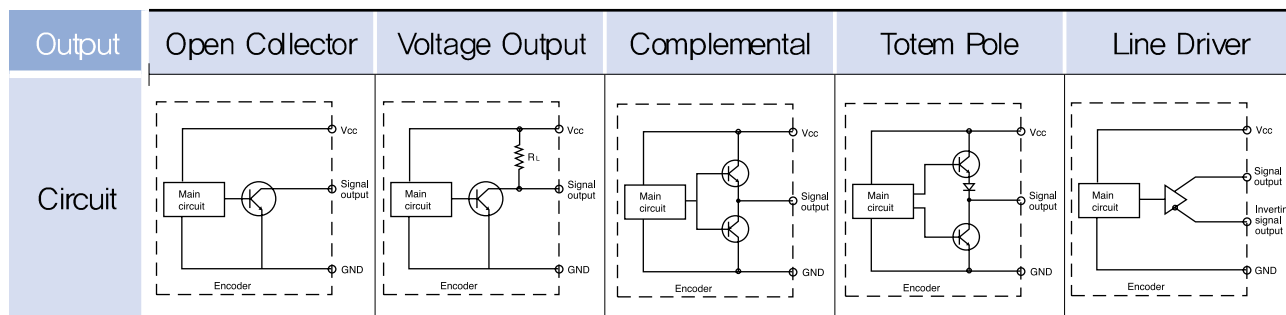 Output
Open Collector
Voltage Output
Complemental
Totem Pole
Line Driver
Circuit
Vcc
Main
circuit
Signal
output
GND
Encoder
Vcc
RL
Main
circuit
Signal
output
GND
Encoder
Vcc
Main
circuit
Signal
output
GND
Encoder
Vcc
Main
circuit
Signal
output
GND
Encoder
Vcc
Main
circuit
Signal
output
Invertin
signal
output
GND
Encoder